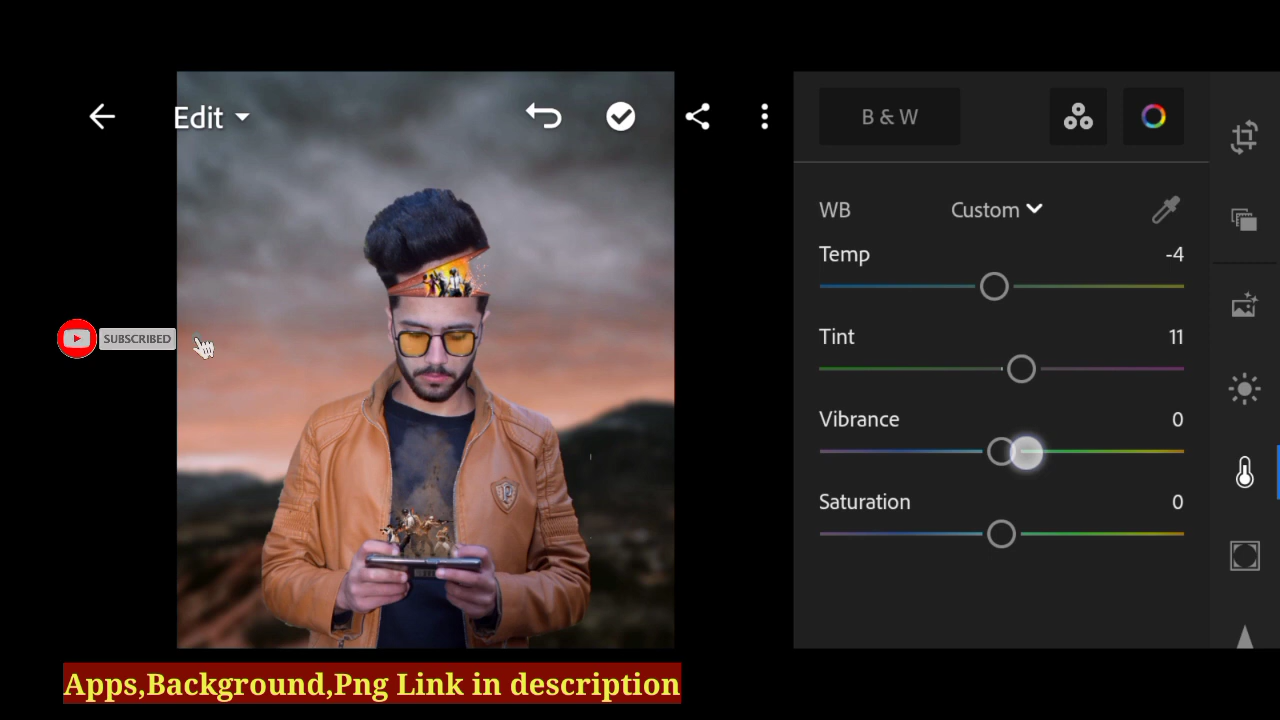 Edit
B & W
WB Custom
Temp -4
Tint 11
Vibrance 0
Saturation 0
SUBSCRIBED
Apps,Background,Png Link in description